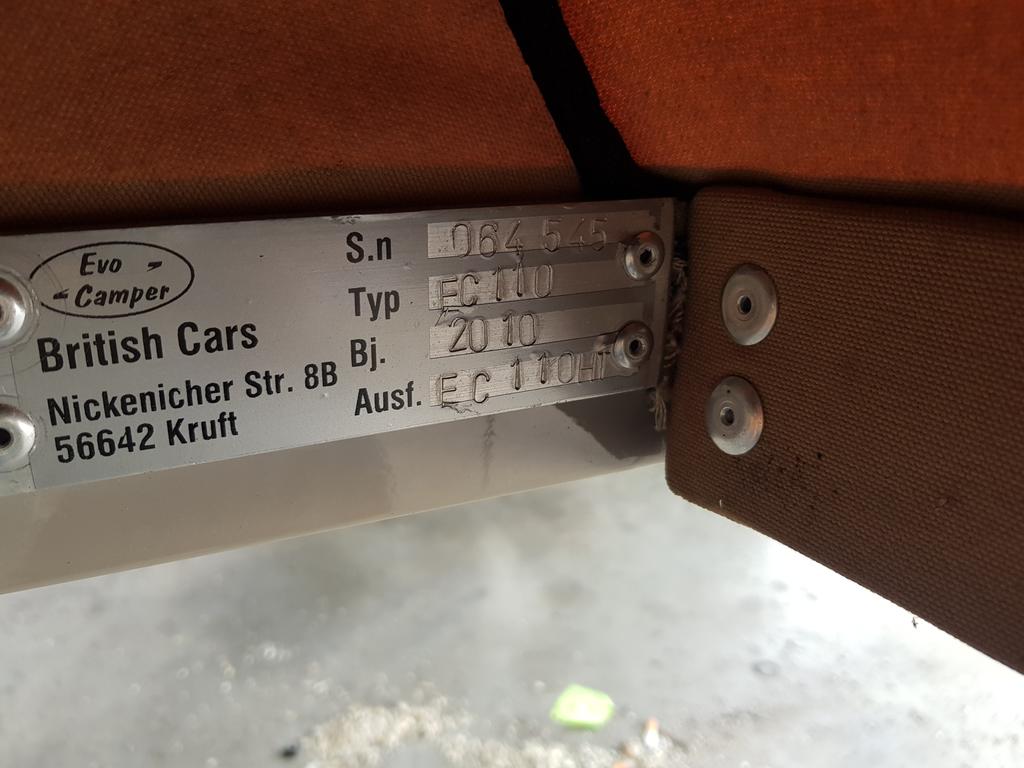 Evo
Camper
British Cars
Nickenicher Str. 8B
56642 Kruft
S.n 064 545
Typ EC 110
Bj. 2010
Ausf. EC 110HT